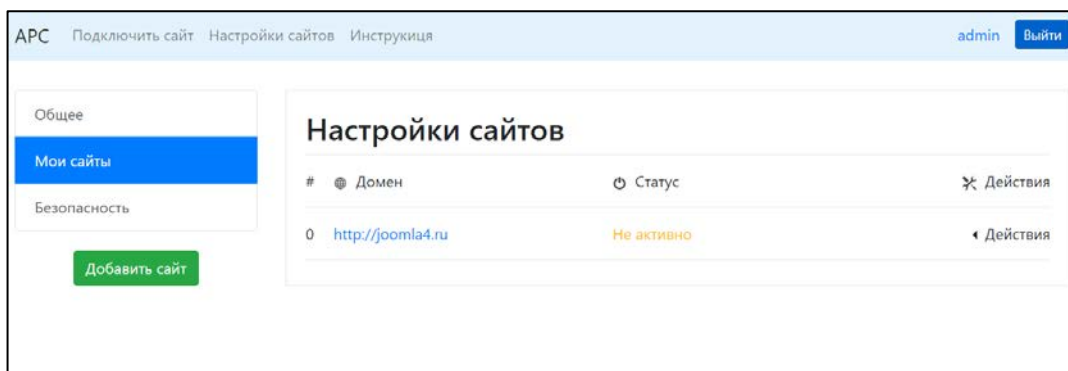 APC Подключить сайт Настройки сайтов Инструкиця admin Выйти
Общее
Мои сайты
Безопасность
Добавить сайт
Настройки сайтов
# Домен Статус Действия
0 http://joomla4.ru Не активно Действия